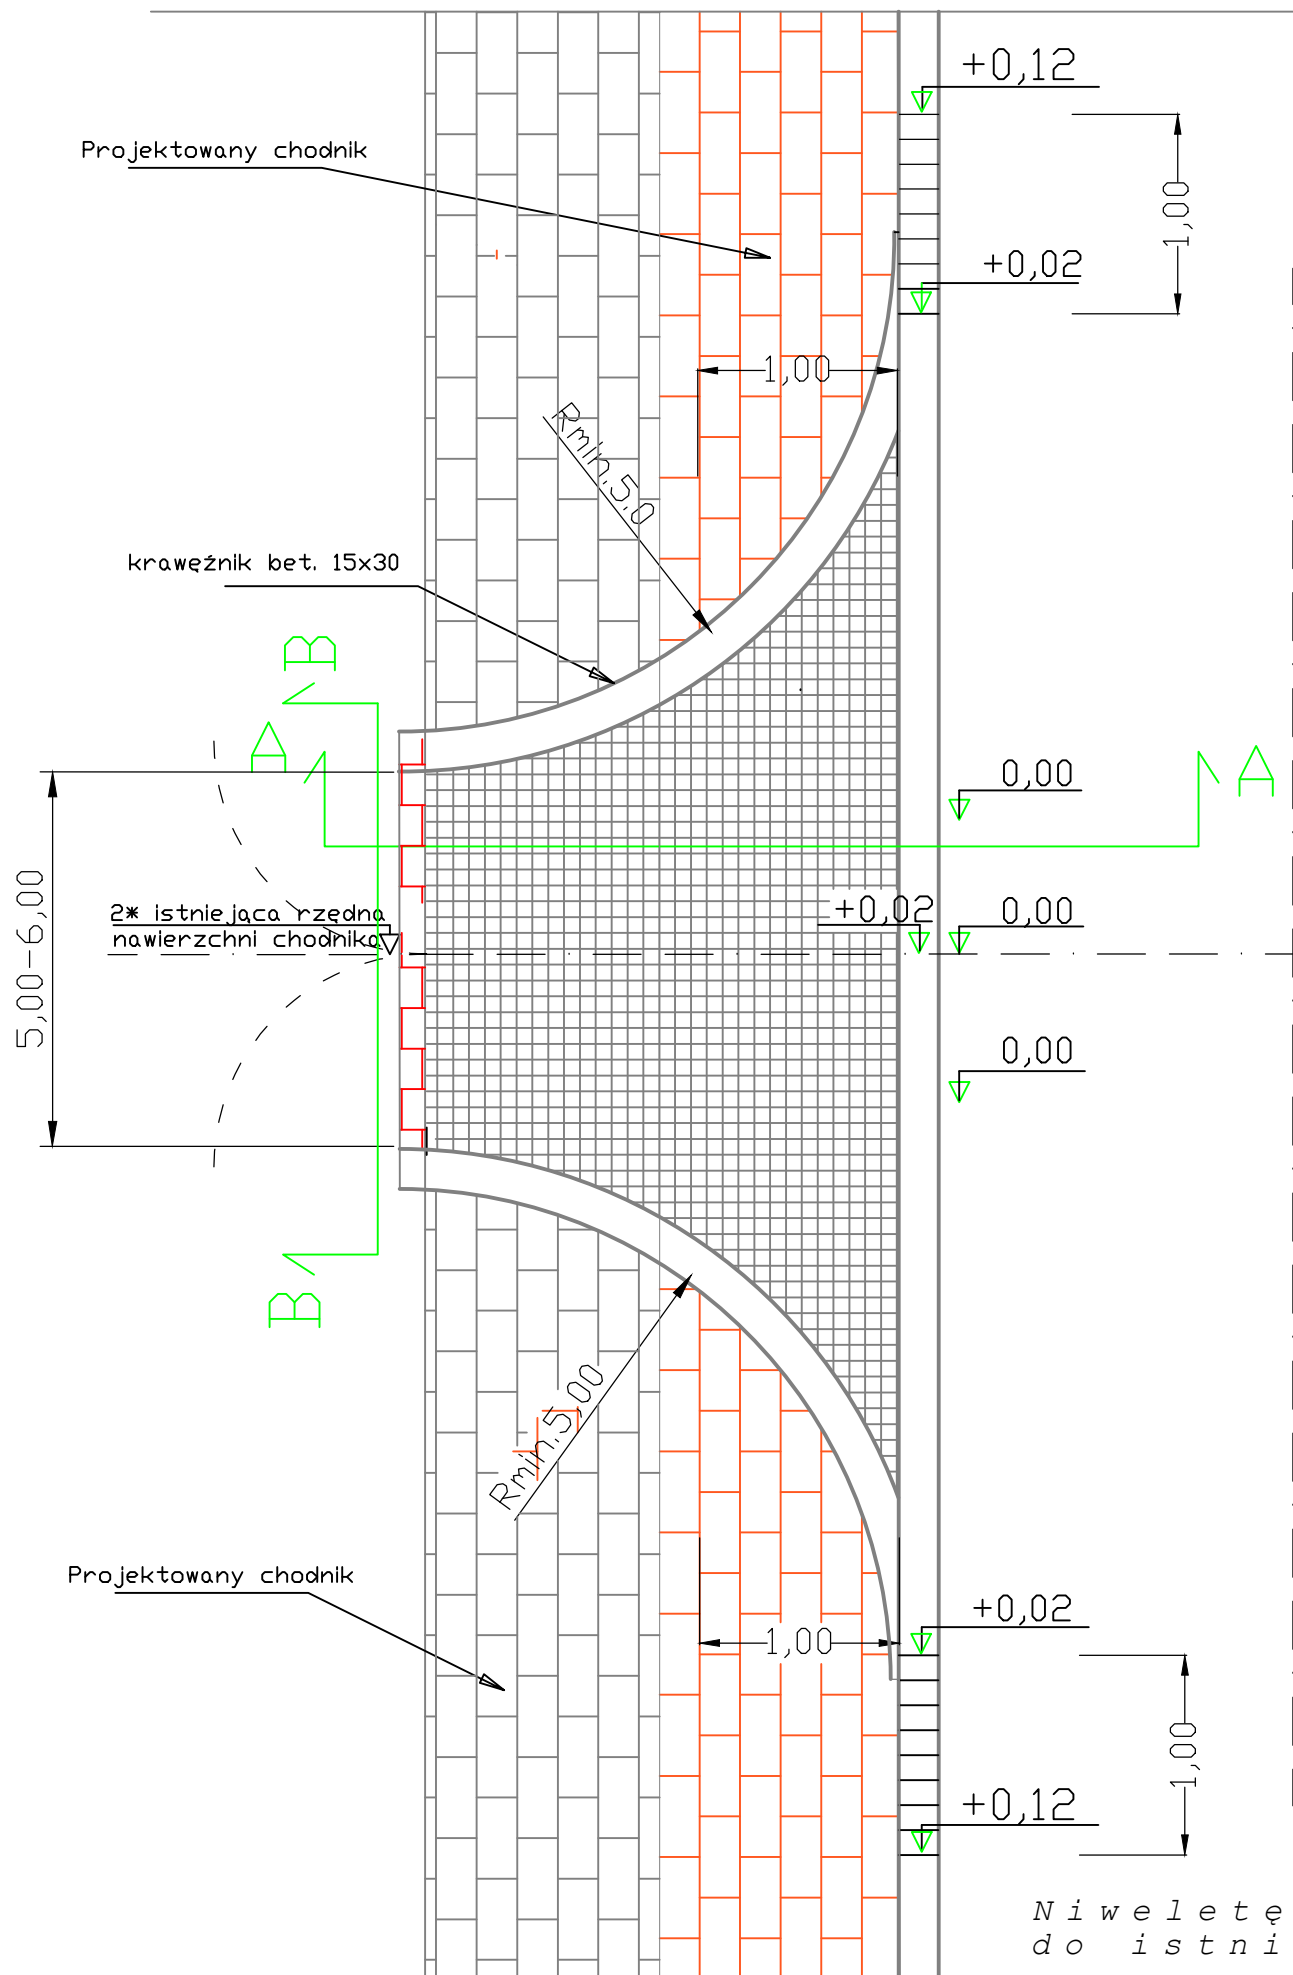 +0,12
Projektowany chodnik
1,00
+0,02
1,00
Rmin.5.0
krawężnik bet. 15x30
B
A
A
0,00
5,00-6,00
2* istniejąca rzędna
nawierzchni chodnika
+0,02
0,00
0,00
B
Rmin.5,00
Projektowany chodnik
+0,02
1,00
1,00
+0,12
Niweletę
do istni